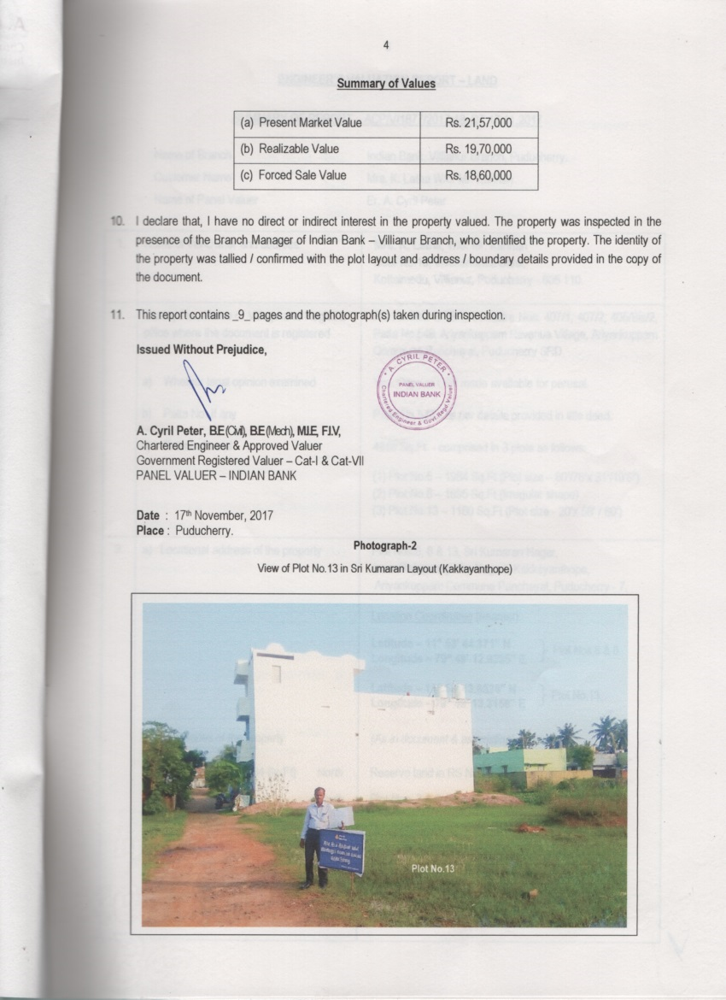 4
Summary of Values
(a) Present Market Value Rs. 21,57,000
(b) Realizable Value Rs. 19,70,000
(c) Forced Sale Value Rs. 18,60,000
10. I declare that, I have no direct or indirect interest in the property valued. The property was inspected in the
presence of the Branch Manager of Indian Bank – Villianur Branch, who identified the property. The identity of
the property was tallied / confirmed with the plot layout and address / boundary details provided in the copy of
the document.
11. This report contains _9_ pages and the photograph(s) taken during inspection.
Issued Without Prejudice,
A. CYRIL PETER
PANEL VALUER
INDIAN BANK
Chartered Engineer & Govt. Regd Valuer
A. Cyril Peter, B.E (Civil), B.E (Mech), M.I.E, F.I.V,
Chartered Engineer & Approved Valuer
Government Registered Valuer – Cat-I & Cat-VII
PANEL VALUER – INDIAN BANK
Date : 17th November, 2017
Place : Puducherry.
Photograph-2
View of Plot No.13 in Sri Kumaran Layout (Kakkayanthope)
Plot No.13